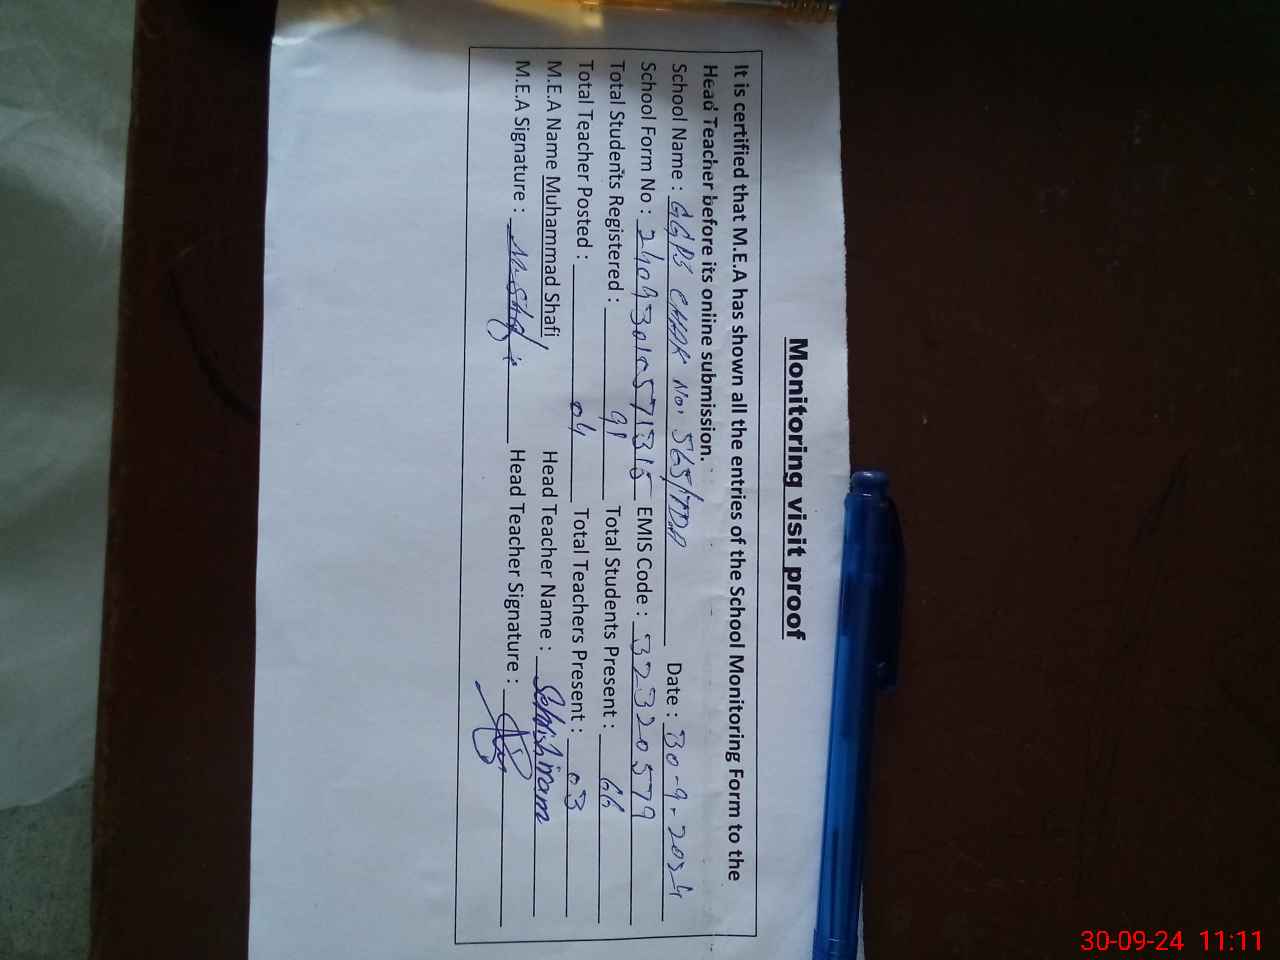 Monitoring visit proof
It is certified that M.E.A has shown all the entries of the School Monitoring Form to the
Head Teacher before its online submission.
School Name : GGPS CHAK No. 565/TDA Date : 30-9-2024
School Form No : EMIS Code : 32320579
Total Students Registered : 91 Total Students Present : 66
Total Teacher Posted : 04 Total Teachers Present : 03
M.E.A Name Muhammad Shafi Head Teacher Name :
M.E.A Signature : M. Shafi Head Teacher Signature :
30-09-24 11:11